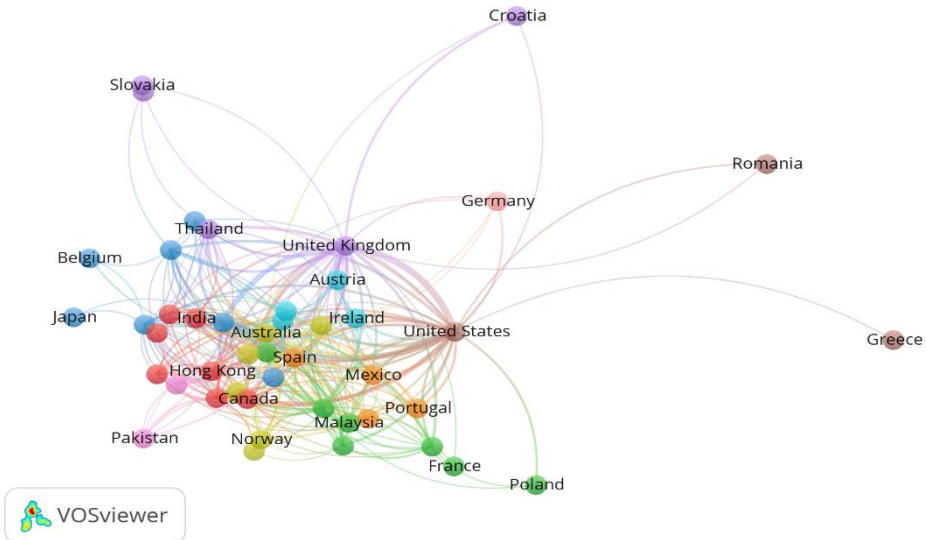 Croatia
Slovakia
Romania
Germany
Thailand
United Kingdom
Belgium
Austria
Japan
India
Ireland
Australia
United States
Greece
Spain
Hong Kong
Mexico
Canada
Portugal
Malaysia
Pakistan
Norway
France
Poland
VOSviewer